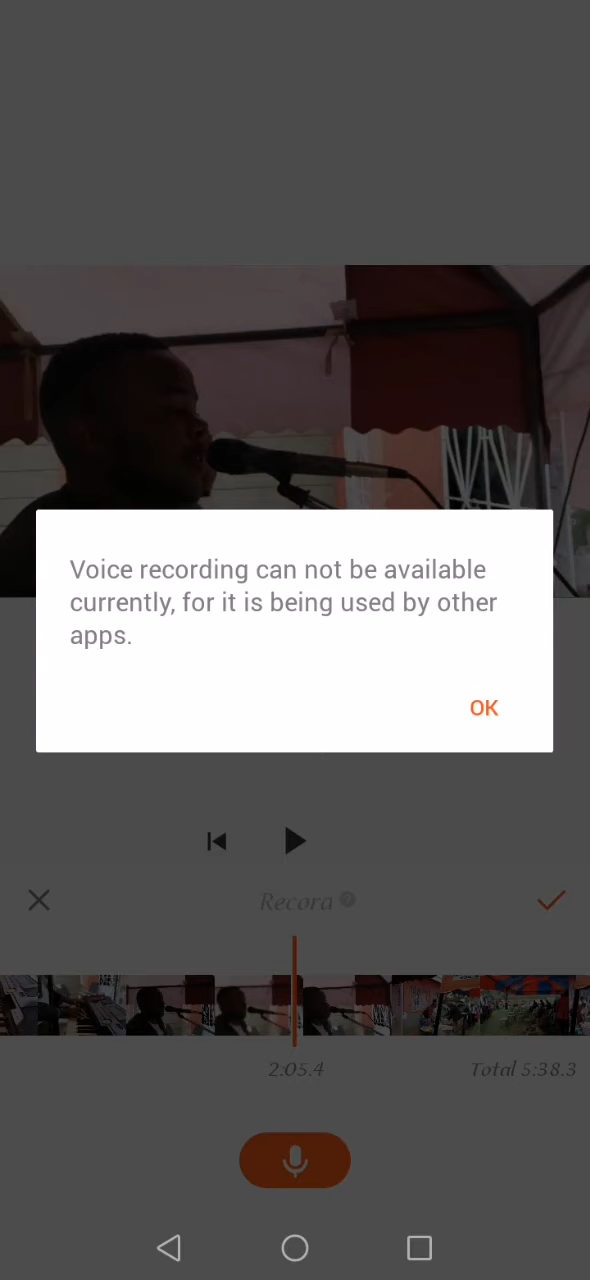 Voice recording can not be available
currently, for it is being used by other
apps.
OK
Record
2:05.4
Total 5:38.3